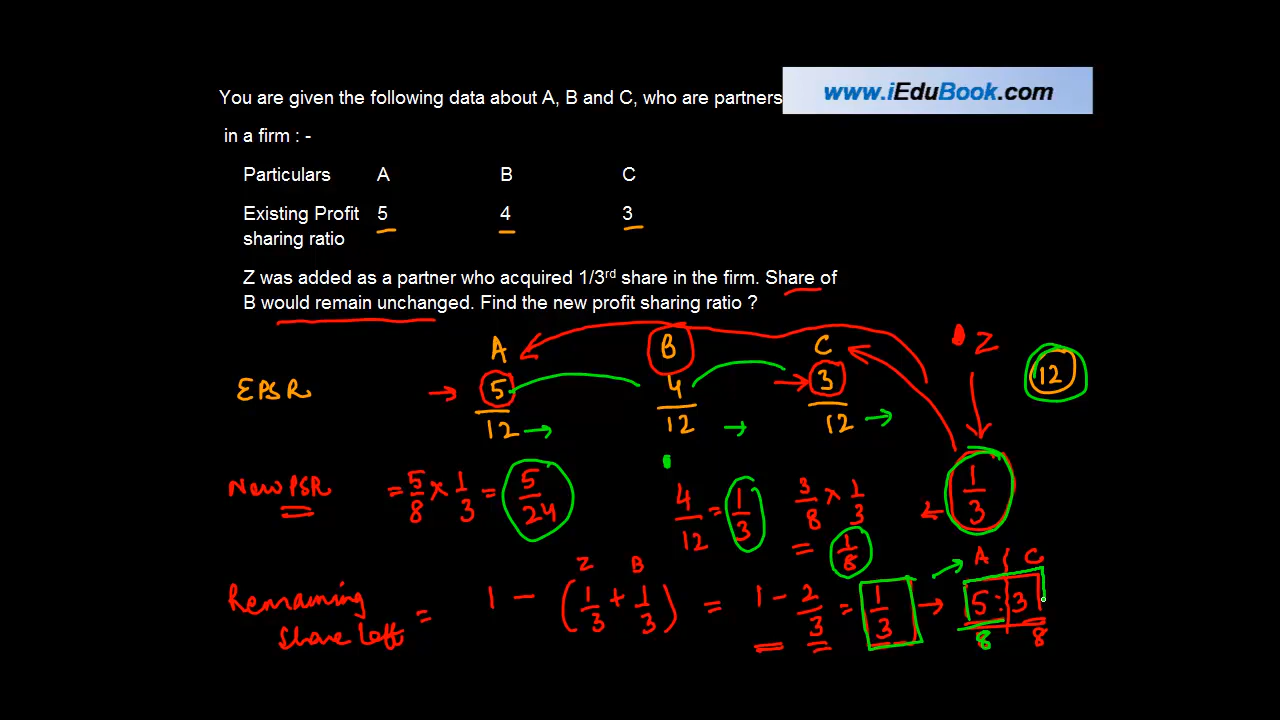 www.iEduBook.com
You are given the following data about A, B and C, who are partners
in a firm : -
Particulars A B C
Existing Profit 5 4 3
sharing ratio
Z was added as a partner who acquired 1/3rd share in the firm. Share of
B would remain unchanged. Find the new profit sharing ratio ?
A B C Z
EPSR 5/12 4/12 3/12 12
New PSR = 5/8 × 1/3 = 5/24 4/12 = 1/3 3/8 × 1/3 1/3
= 1/8
Z B A C
Remaining share left = 1 - (1/3 + 1/3) = 1 - 2/3 = 1/3 → 5 : 3
8 8